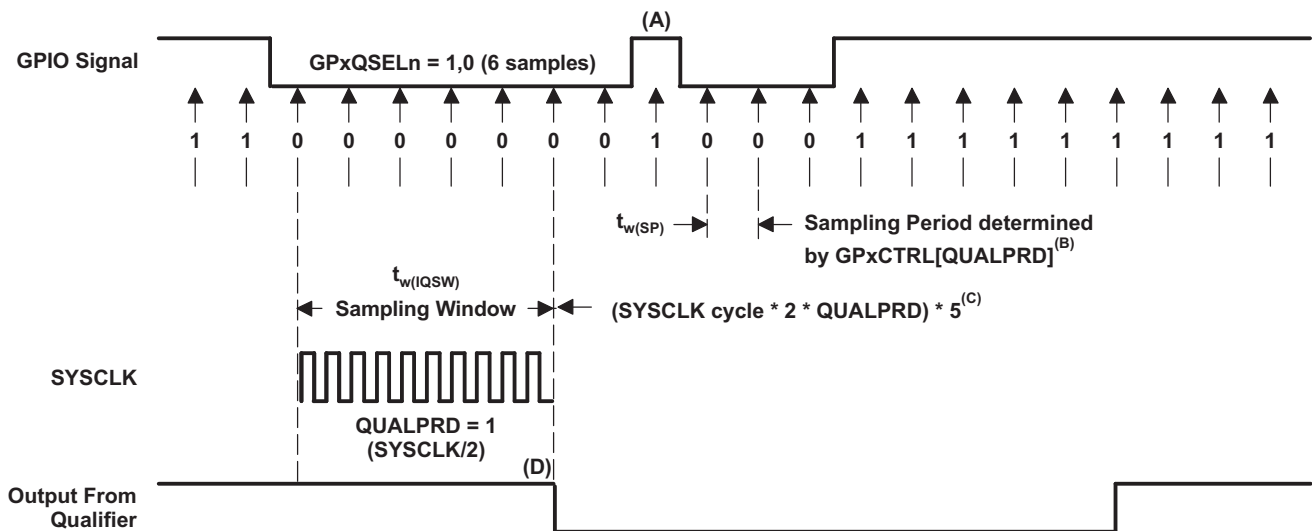 (A)
GPIO Signal
GPxQSELn = 1,0 (6 samples)
1 1 0 0 0 0 0 0 0 1 0 0 0 1 1 1 1 1 1 1 1 1
tw(SP)
Sampling Period determined
by GPxCTRL[QUALPRD](B)
tw(IQSW)
Sampling Window
(SYSCLK cycle * 2 * QUALPRD) * 5(C)
SYSCLK
QUALPRD = 1
(SYSCLK/2)
(D)
Output From
Qualifier